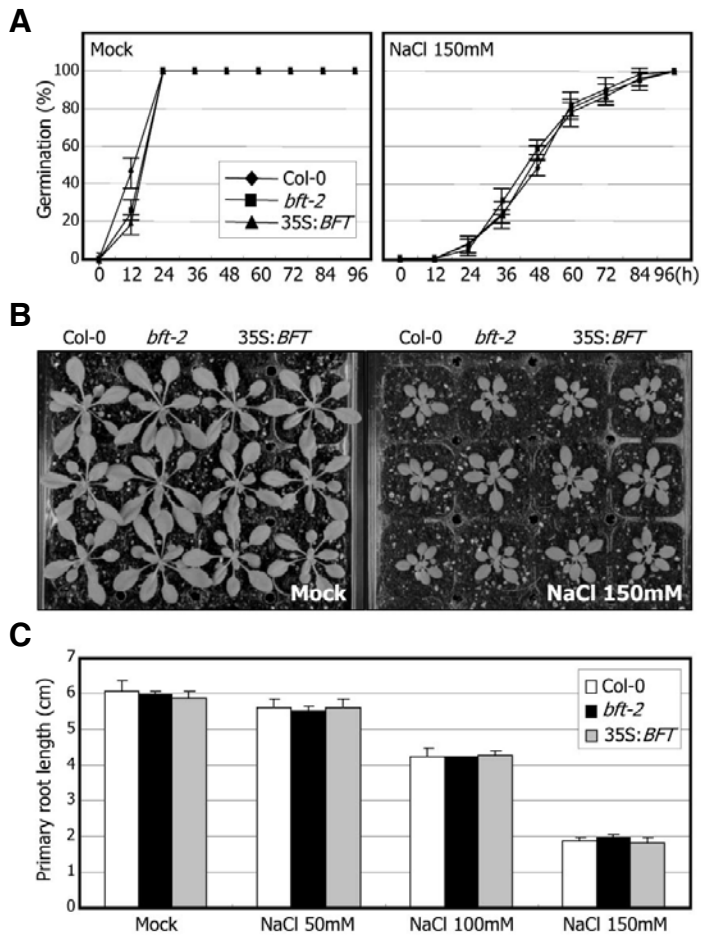 A
Mock
NaCl 150mM
Germination (%)
100
80
60
40
20
0
Col-0
bft-2
35S:BFT
0 12 24 36 48 60 72 84 96
0 12 24 36 48 60 72 84 96(h)
B
Col-0 bft-2 35S:BFT
Col-0 bft-2 35S:BFT
Mock
NaCl 150mM
C
Primary root length (cm)
7
6
5
4
3
2
1
0
Col-0
bft-2
35S:BFT
Mock NaCl 50mM NaCl 100mM NaCl 150mM